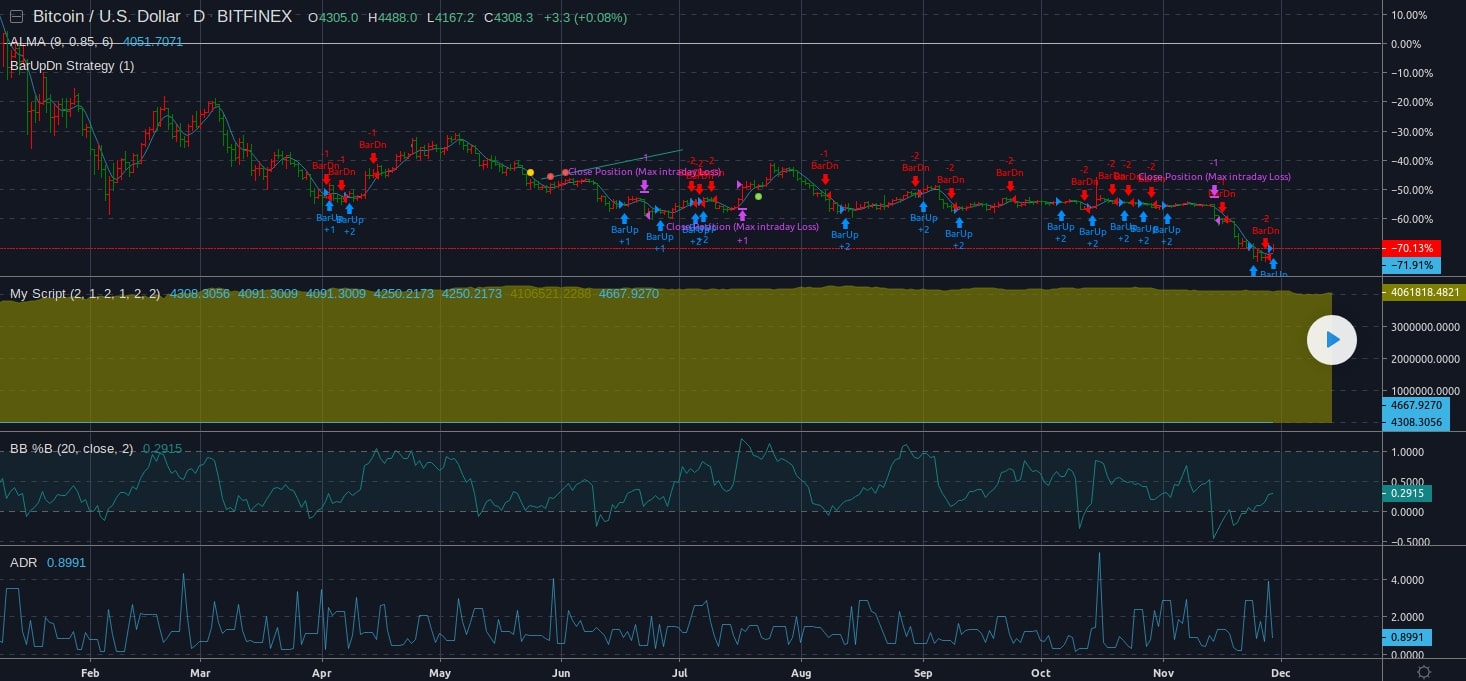 Bitcoin / U.S. Dollar D BITFINEX O4305.0 H4488.0 L4167.2 C4308.3 +3.3 (+0.08%)
ALMA (9, 0.85, 6) 4051.7071
BarUpDn Strategy (1)
10.00%
0.00%
−10.00%
−20.00%
−30.00%
−40.00%
−50.00%
−60.00%
−70.13%
−71.91%
-1
BarDn
-1
BarDn
-1
BarDn
BarUp
+1
BarUp
+2
Close Position (Max intraday Loss)
-1
BarUp
+1
BarUp
+1
-2
-2
-2
BarDn
+2
Close Position (Max intraday Loss)
+1
-1
BarDn
BarUp
+2
-2
BarDn
BarUp
+2
-2
BarDn
BarUp
+2
-2
BarDn
BarUp
+2
-2
BarDn
BarUp
+2
-2
BarDn
-2
BarDn
BarUp
+2
BarUp
+2
-2
BarDn
BarUp
+2
-1
Close Position (Max intraday Loss)
BarDn
-2
BarDn
BarUp
My Script (2, 1, 2, 1, 2, 2) 4308.3056 4091.3009 4091.3009 4250.2173 4250.2173 4106521.2288 4667.9270
4061818.4821
3000000.0000
2000000.0000
1000000.0000
4667.9270
4308.3056
BB %B (20, close, 2) 0.2915
1.0000
0.5000
0.2915
0.0000
−0.5000
ADR 0.8991
4.0000
2.0000
0.8991
0.0000
Feb Mar Apr May Jun Jul Aug Sep Oct Nov Dec